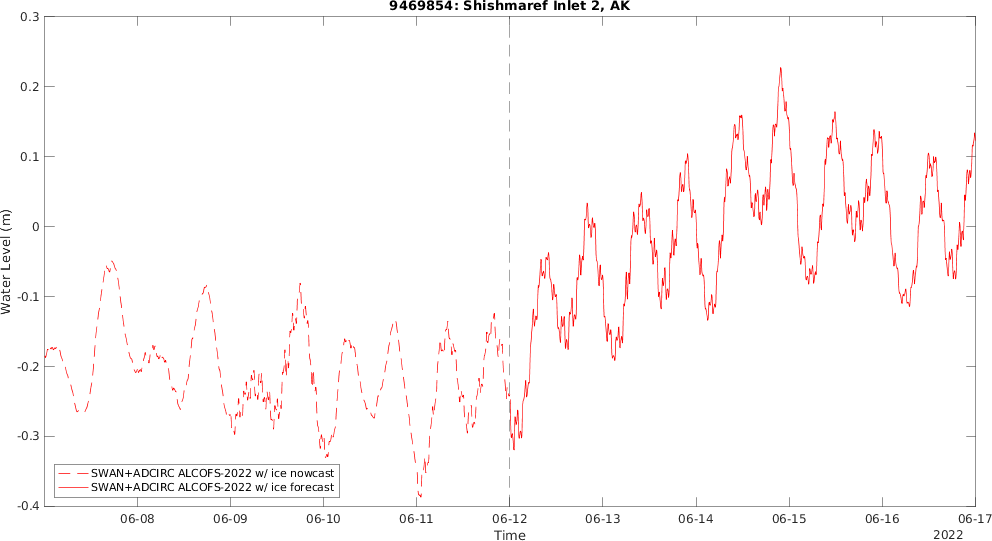 9469854: Shishmaref Inlet 2, AK
0.3
0.2
0.1
0
-0.1
-0.2
-0.3
-0.4
Water Level (m)
SWAN+ADCIRC ALCOFS-2022 w/ ice nowcast
SWAN+ADCIRC ALCOFS-2022 w/ ice forecast
06-08 06-09 06-10 06-11 06-12 06-13 06-14 06-15 06-16 06-17
Time
2022